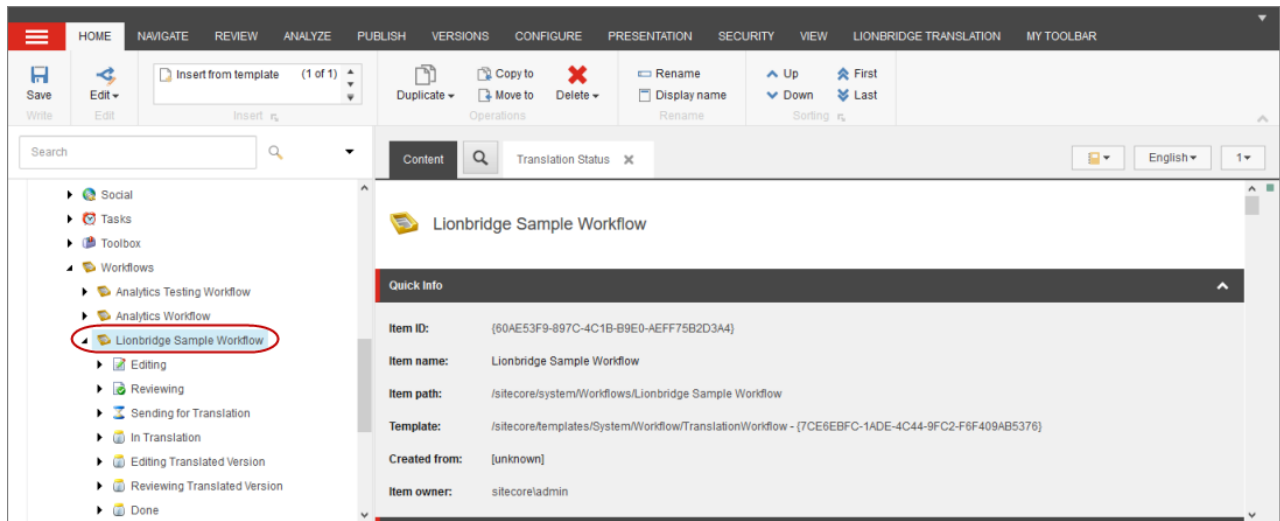 HOME NAVIGATE REVIEW ANALYZE PUBLISH VERSIONS CONFIGURE PRESENTATION SECURITY VIEW LIONBRIDGE TRANSLATION MY TOOLBAR
Insert from template (1 of 1)
Copy to
Rename
Up
First
Save
Edit
Duplicate
Move to
Delete
Display name
Down
Last
Write
Edit
Insert
Operations
Rename
Sorting
Search
Content
Translation Status
English
1
Social
Tasks
Toolbox
Workflows
Analytics Testing Workflow
Analytics Workflow
Lionbridge Sample Workflow
Editing
Reviewing
Sending for Translation
In Translation
Editing Translated Version
Reviewing Translated Version
Done
Lionbridge Sample Workflow
Quick Info
Item ID: {60AE53F9-897C-4C1B-B9E0-AEFF75B2D3A4}
Item name: Lionbridge Sample Workflow
Item path: /sitecore/system/Workflows/Lionbridge Sample Workflow
Template: /sitecore/templates/System/Workflow/TranslationWorkflow - {7CE6EBFC-1ADE-4C44-9FC2-F6F409AB5376}
Created from: [unknown]
Item owner: sitecore\admin